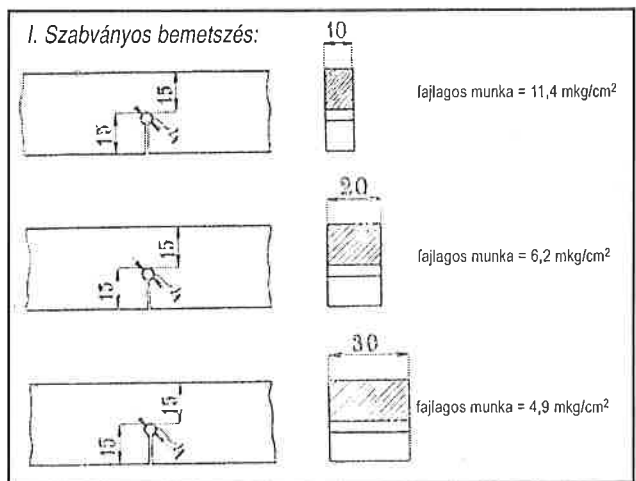 I. Szabványos bemetszés:
10
15
15
fajlagos munka = 11,4 mkg/cm²
20
15
15
fajlagos munka = 6,2 mkg/cm²
30
15
15
fajlagos munka = 4,9 mkg/cm²